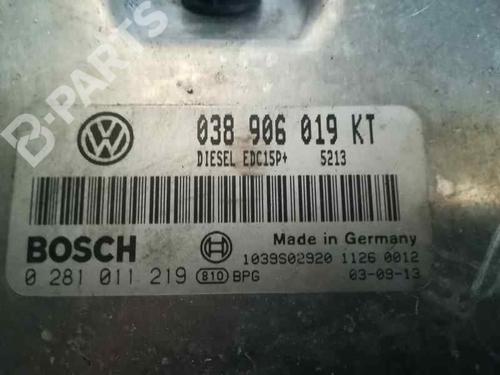 038 906 019 KT
DIESEL EDC15P+ 5213
BOSCH
Made in Germany
0 281 011 219 810 BPG
1039S02920 1126 0012
03-09-13
B-PARTS